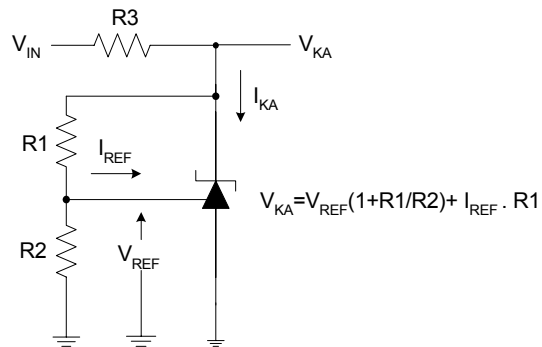 R3
V_IN
V_KA
I_KA
R1
I_REF
V_KA=V_REF(1+R1/R2)+ I_REF . R1
R2
V_REF